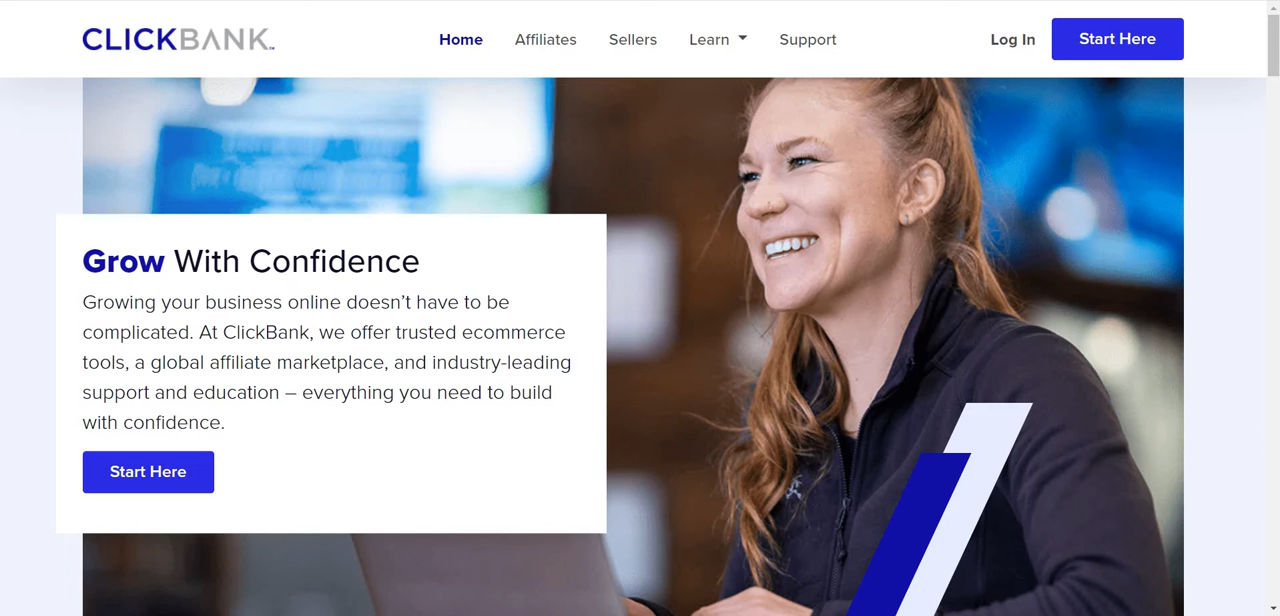 CLICKBANK
Home Affiliates Sellers Learn Support Log In Start Here
Grow With Confidence
Growing your business online doesn’t have to be
complicated. At ClickBank, we offer trusted ecommerce
tools, a global affiliate marketplace, and industry-leading
support and education – everything you need to build
with confidence.
Start Here